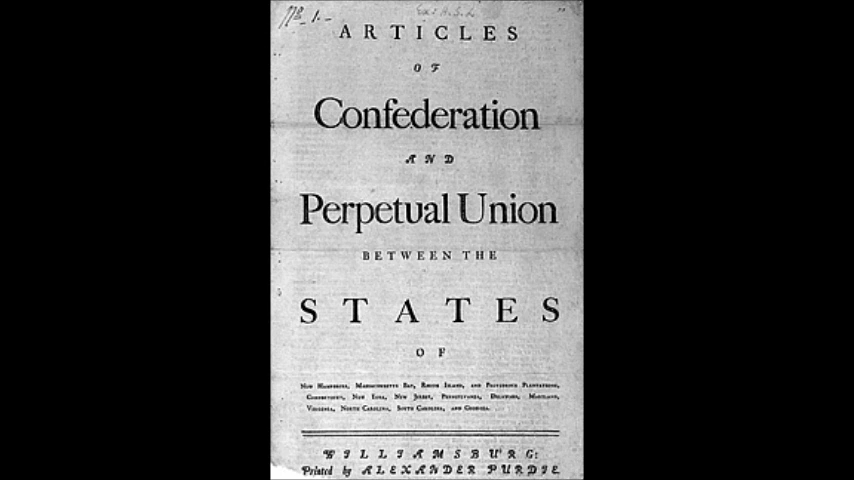 No. 1.
ARTICLES
OF
Confederation
AND
Perpetual Union
BETWEEN THE
STATES
OF
New Hampshire, Massachusetts Bay, Rhode Island, and Providence Plantations,
Connecticut, New York, New Jersey, Pennsylvania, Delaware, Maryland,
Virginia, North Carolina, South Carolina, and Georgia.
WILLIAMSBURG:
Printed by ALEXANDER PURDIE